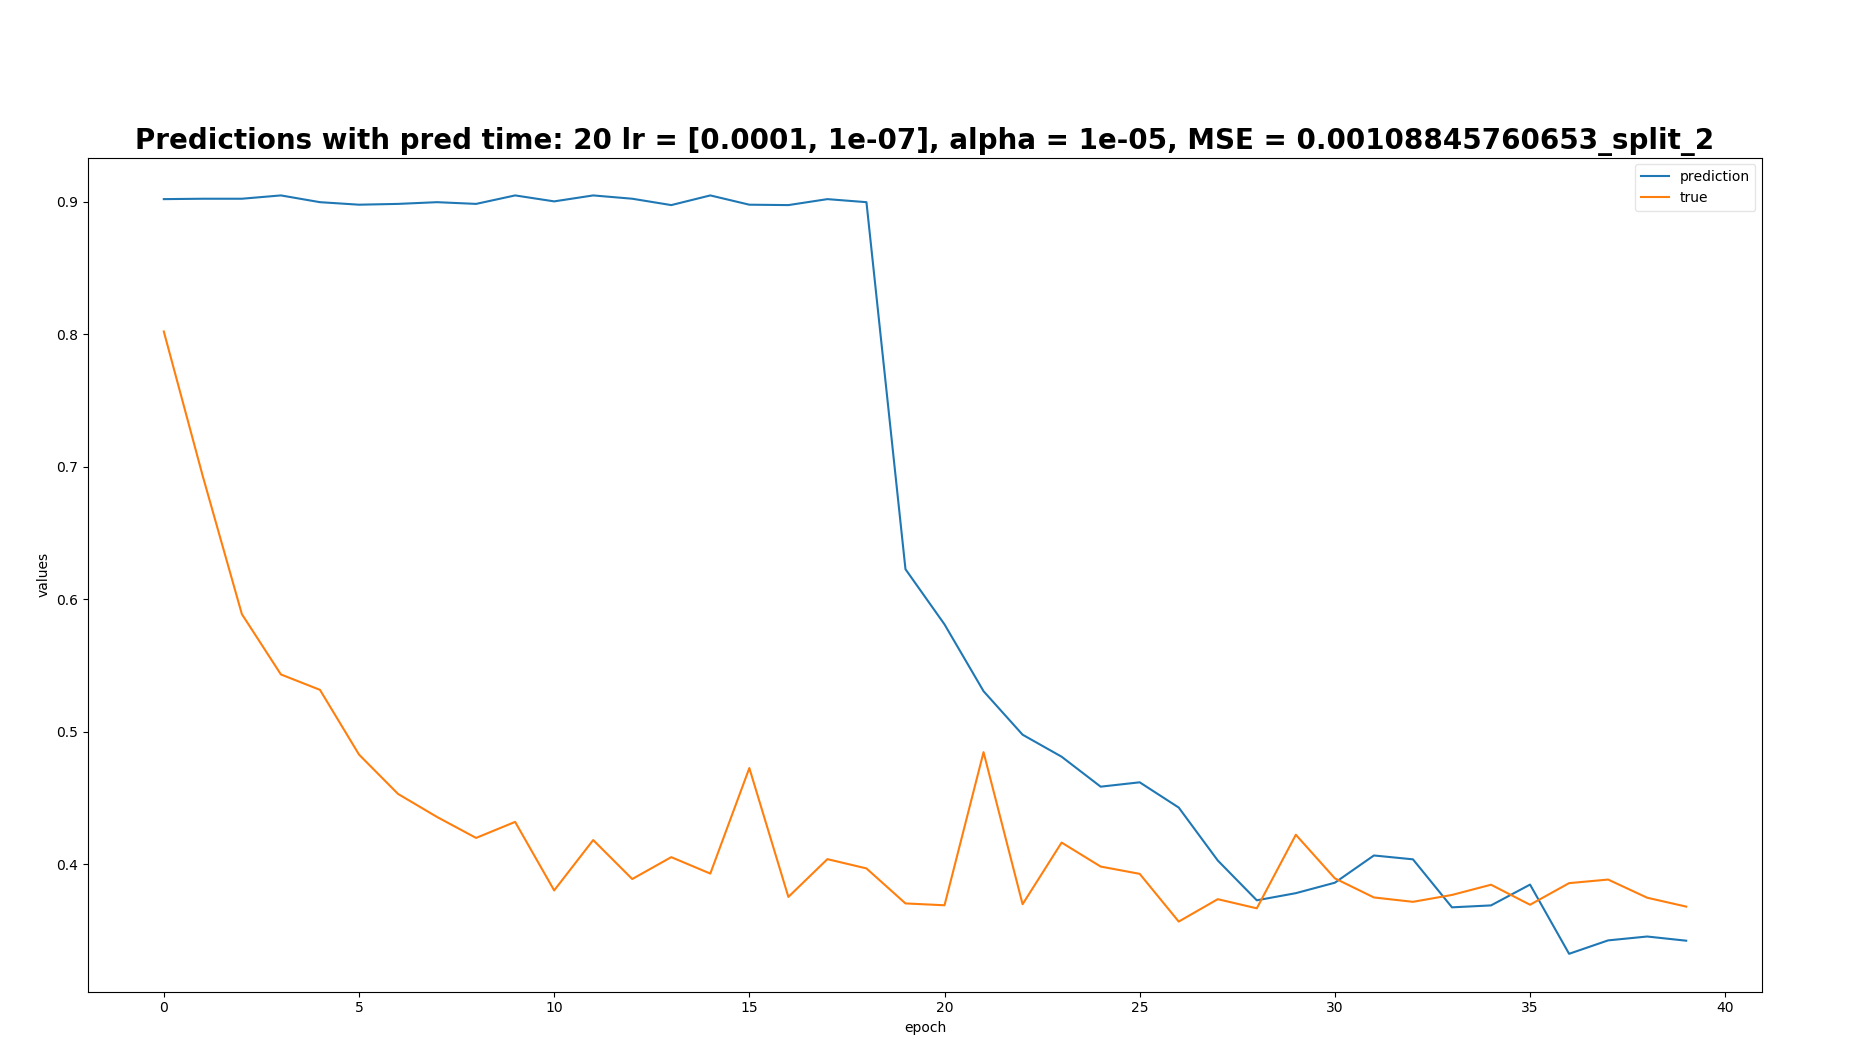 Predictions with pred time: 20 lr = [0.0001, 1e-07], alpha = 1e-05, MSE = 0.00108845760653_split_2
prediction
true
0.9
0.8
0.7
0.6
0.5
0.4
values
0 5 10 15 20 25 30 35 40
epoch